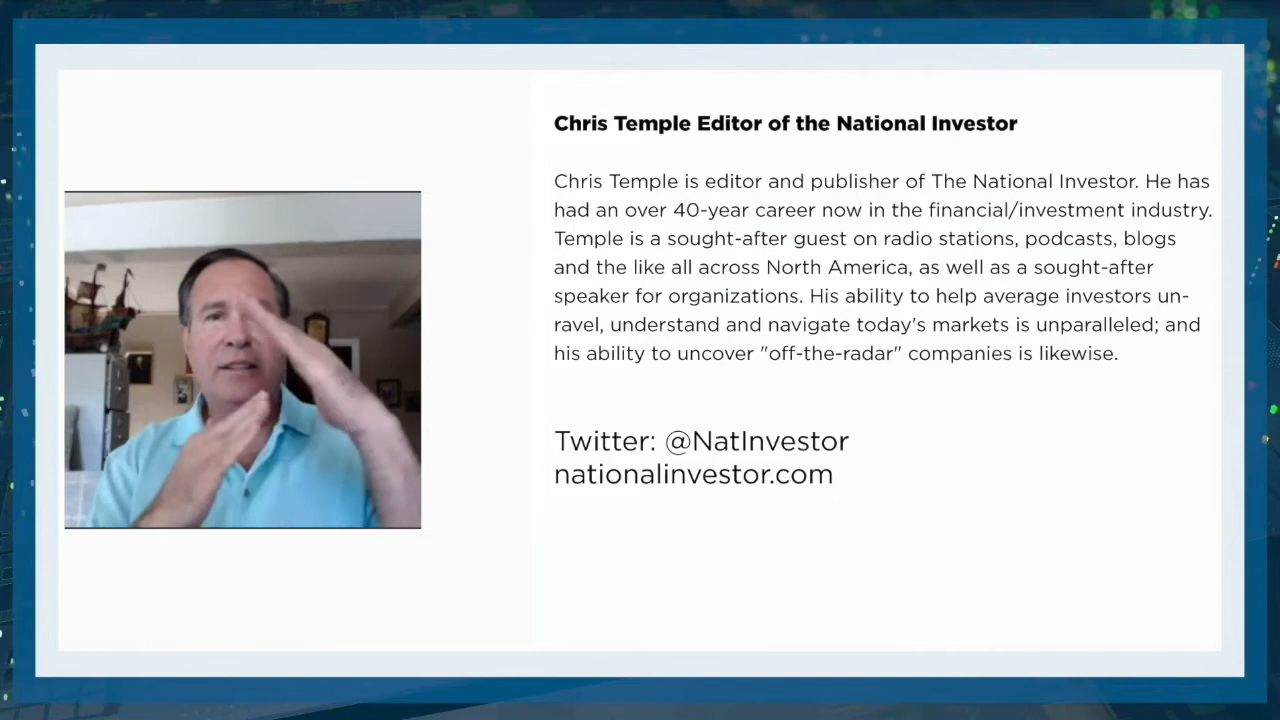 Chris Temple Editor of the National Investor
Chris Temple is editor and publisher of The National Investor. He has
had an over 40-year career now in the financial/investment industry.
Temple is a sought-after guest on radio stations, podcasts, blogs
and the like all across North America, as well as a sought-after
speaker for organizations. His ability to help average investors un-
ravel, understand and navigate today's markets is unparalleled; and
his ability to uncover "off-the-radar" companies is likewise.
Twitter: @NatInvestor
nationalinvestor.com